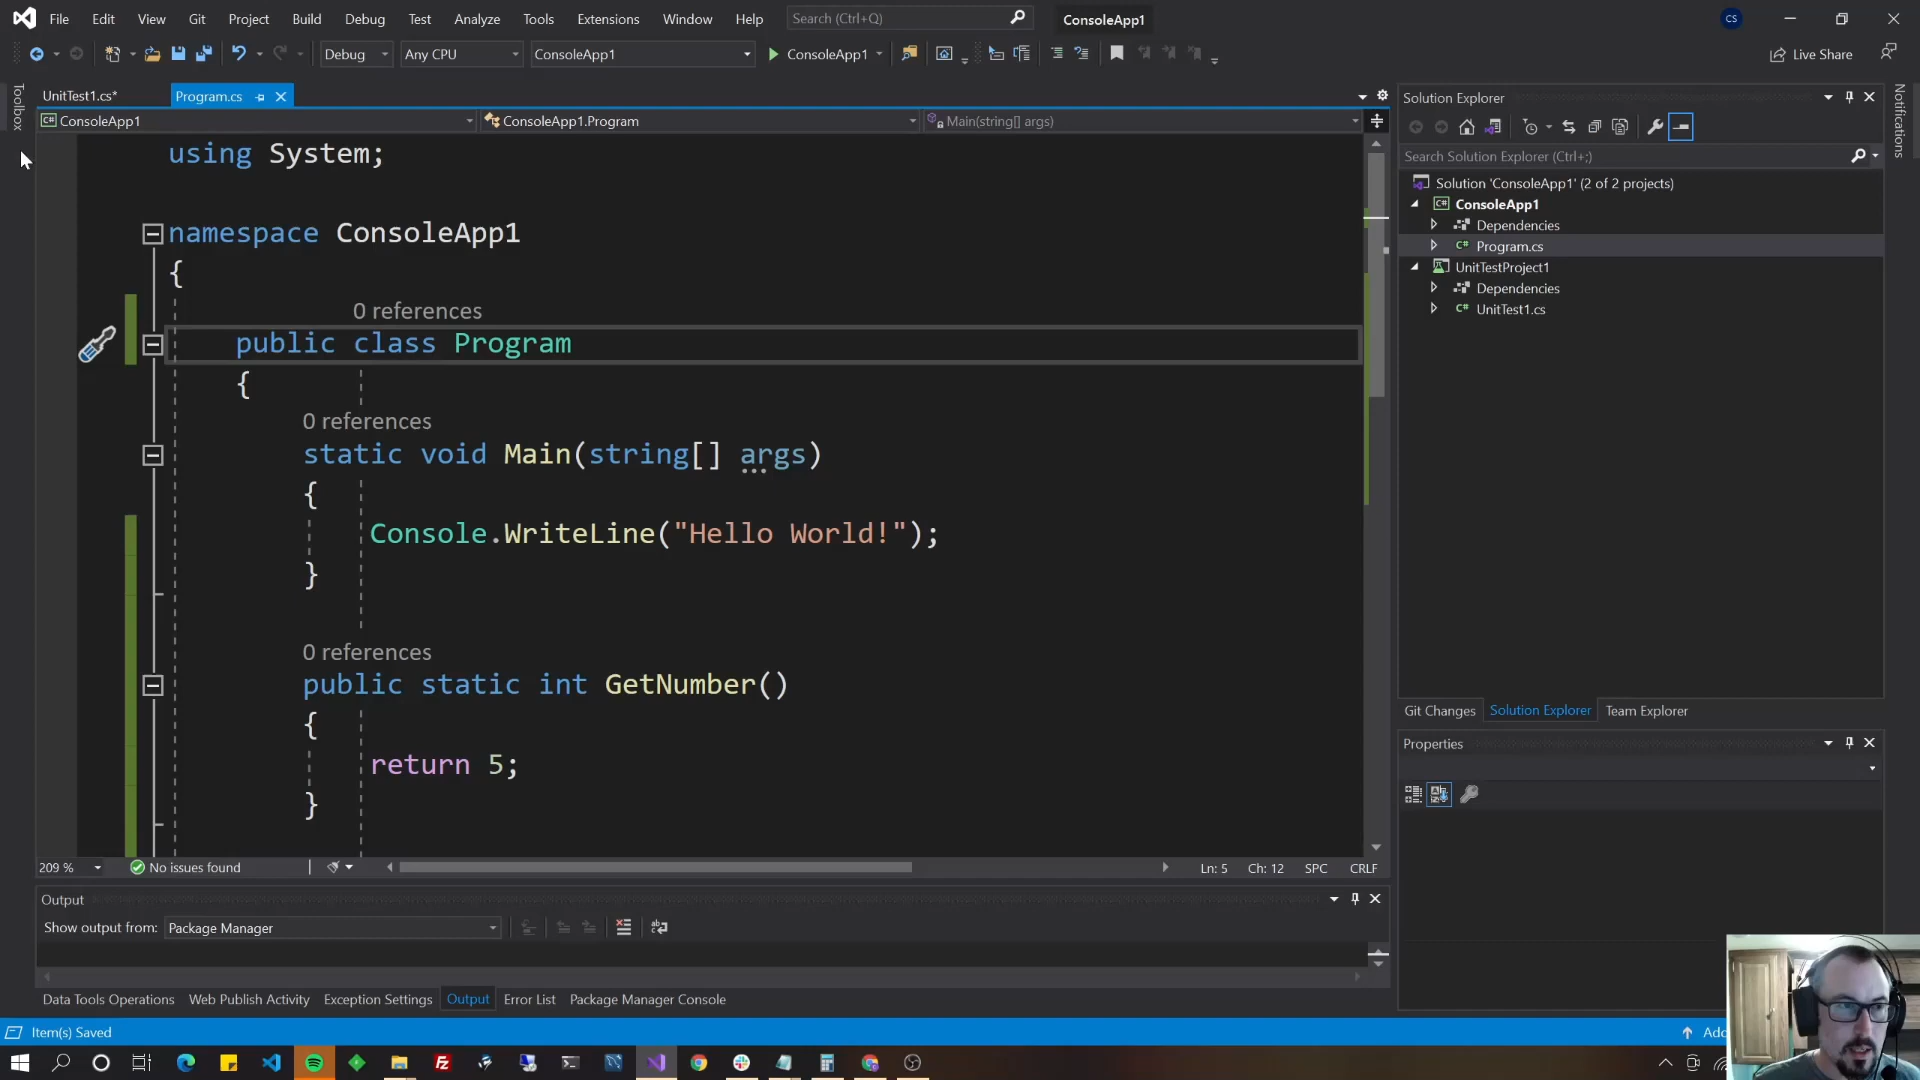 File Edit View Git Project Build Debug Test Analyze Tools Extensions Window Help Search (Ctrl+Q) ConsoleApp1 CS
Debug Any CPU ConsoleApp1 ConsoleApp1 Live Share
Toolbox
UnitTest1.cs* Program.cs
ConsoleApp1 ConsoleApp1.Program Main(string[] args)
using System;
namespace ConsoleApp1
{
0 references
public class Program
{
0 references
static void Main(string[] args)
{
Console.WriteLine("Hello World!");
}
0 references
public static int GetNumber()
{
return 5;
}
209 % No issues found Ln: 5 Ch: 12 SPC CRLF
Output
Show output from: Package Manager
Data Tools Operations Web Publish Activity Exception Settings Output Error List Package Manager Console
Item(s) Saved
Solution Explorer
Search Solution Explorer (Ctrl+;)
Solution 'ConsoleApp1' (2 of 2 projects)
C# ConsoleApp1
Dependencies
C# Program.cs
UnitTestProject1
Dependencies
C# UnitTest1.cs
Git Changes Solution Explorer Team Explorer
Properties
Notifications